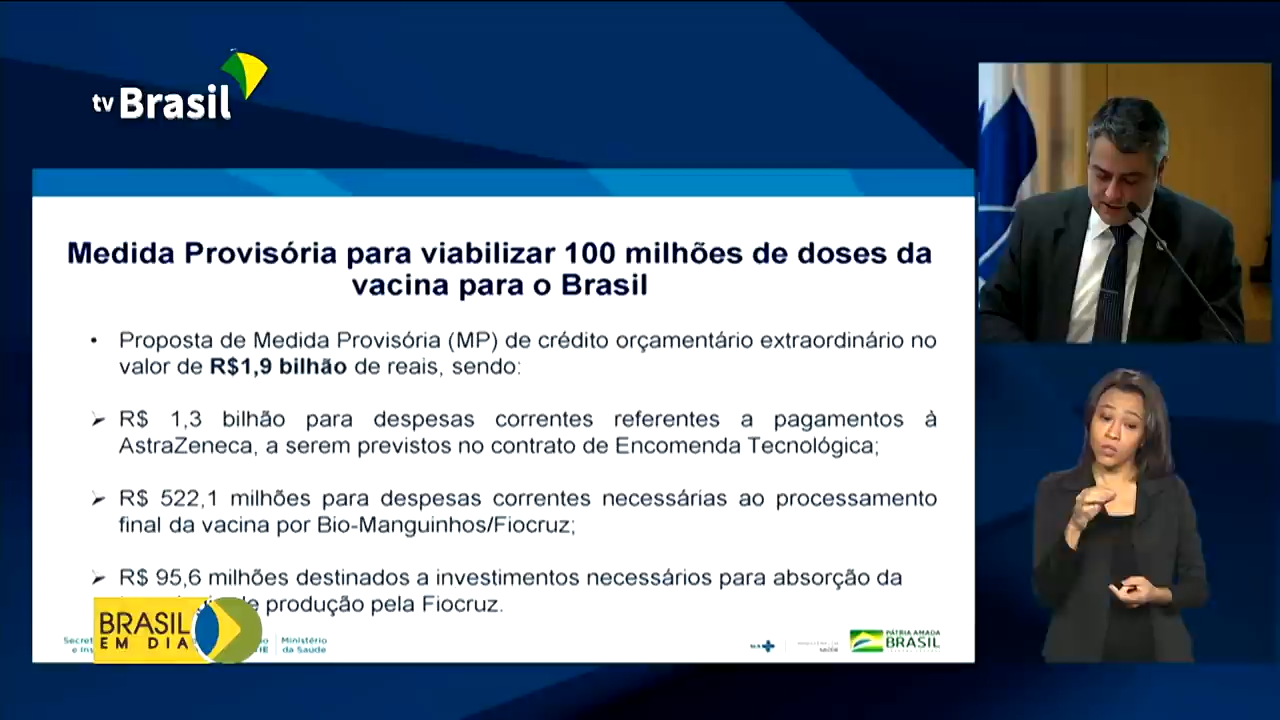 tv Brasil
Medida Provisória para viabilizar 100 milhões de doses da
vacina para o Brasil
• Proposta de Medida Provisória (MP) de crédito orçamentário extraordinário no
valor de R$1,9 bilhão de reais, sendo:
➢ R$ 1,3 bilhão para despesas correntes referentes a pagamentos à
AstraZeneca, a serem previstos no contrato de Encomenda Tecnológica;
➢ R$ 522,1 milhões para despesas correntes necessárias ao processamento
final da vacina por Bio-Manguinhos/Fiocruz;
➢ R$ 95,6 milhões destinados a investimentos necessários para absorção da
produção pela Fiocruz.
BRASIL
EM DIA
Ministério
da Saúde
PÁTRIA AMADA
BRASIL